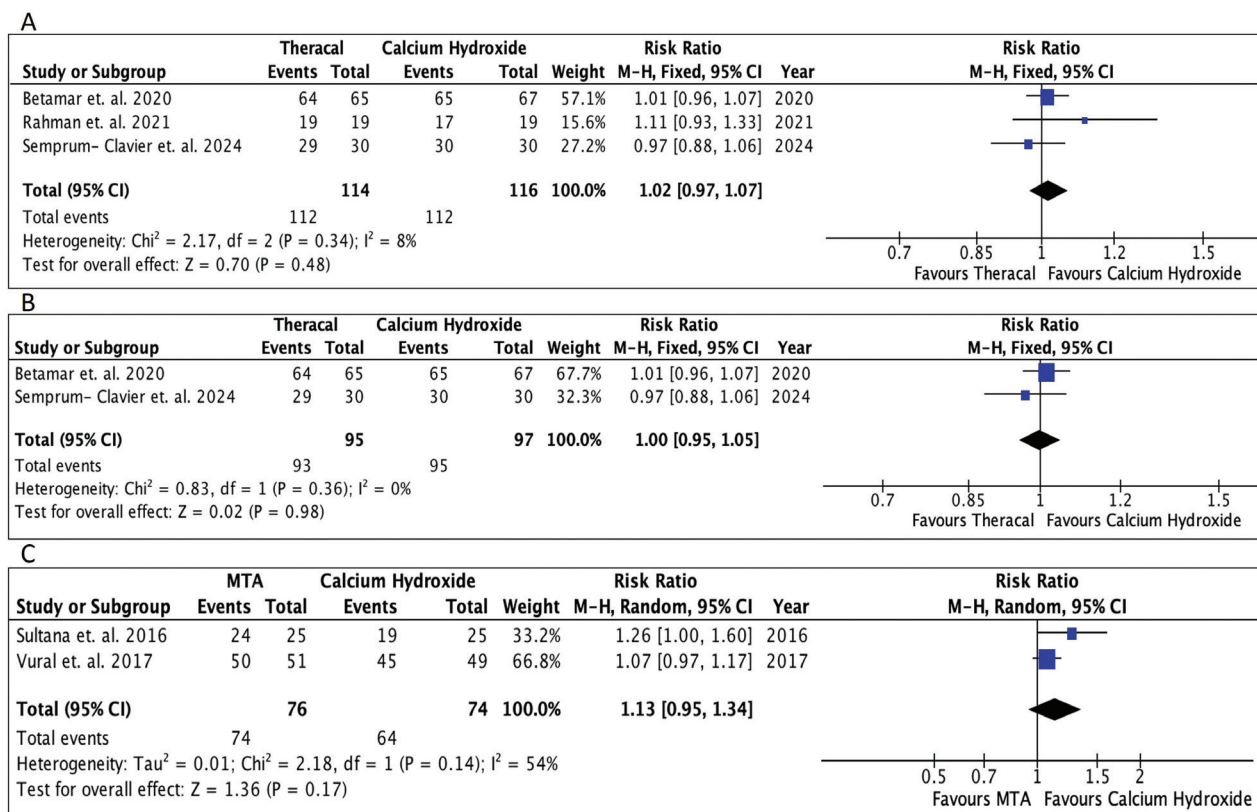 A
Theracal Calcium Hydroxide Risk Ratio Risk Ratio
Study or Subgroup Events Total Events Total Weight M-H, Fixed, 95% CI Year M-H, Fixed, 95% CI
Betamar et. al. 2020 64 65 65 67 57.1% 1.01 [0.96, 1.07] 2020
Rahman et. al. 2021 19 19 17 19 15.6% 1.11 [0.93, 1.33] 2021
Semprum- Clavier et. al. 2024 29 30 30 30 27.2% 0.97 [0.88, 1.06] 2024
Total (95% CI) 114 116 100.0% 1.02 [0.97, 1.07]
Total events 112 112
Heterogeneity: Chi² = 2.17, df = 2 (P = 0.34); I² = 8%
Test for overall effect: Z = 0.70 (P = 0.48)
0.7 0.85 1 1.2 1.5
Favours Theracal Favours Calcium Hydroxide
B
Theracal Calcium Hydroxide Risk Ratio Risk Ratio
Study or Subgroup Events Total Events Total Weight M-H, Fixed, 95% CI Year M-H, Fixed, 95% CI
Betamar et. al. 2020 64 65 65 67 67.7% 1.01 [0.96, 1.07] 2020
Semprum- Clavier et. al. 2024 29 30 30 30 32.3% 0.97 [0.88, 1.06] 2024
Total (95% CI) 95 97 100.0% 1.00 [0.95, 1.05]
Total events 93 95
Heterogeneity: Chi² = 0.83, df = 1 (P = 0.36); I² = 0%
Test for overall effect: Z = 0.02 (P = 0.98)
0.7 0.85 1 1.2 1.5
Favours Theracal Favours Calcium Hydroxide
C
MTA Calcium Hydroxide Risk Ratio Risk Ratio
Study or Subgroup Events Total Events Total Weight M-H, Random, 95% CI Year M-H, Random, 95% CI
Sultana et. al. 2016 24 25 19 25 33.2% 1.26 [1.00, 1.60] 2016
Vural et. al. 2017 50 51 45 49 66.8% 1.07 [0.97, 1.17] 2017
Total (95% CI) 76 74 100.0% 1.13 [0.95, 1.34]
Total events 74 64
Heterogeneity: Tau² = 0.01; Chi² = 2.18, df = 1 (P = 0.14); I² = 54%
Test for overall effect: Z = 1.36 (P = 0.17)
0.5 0.7 1 1.5 2
Favours MTA Favours Calcium Hydroxide